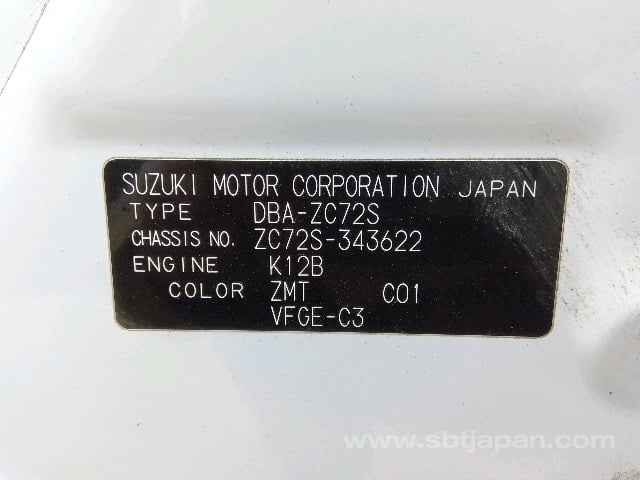 SUZUKI MOTOR CORPORATION JAPAN
TYPE DBA-ZC72S
CHASSIS NO. ZC72S-343622
ENGINE K12B
COLOR ZMT C01
VFGE-C3
www.sbtjapan.com